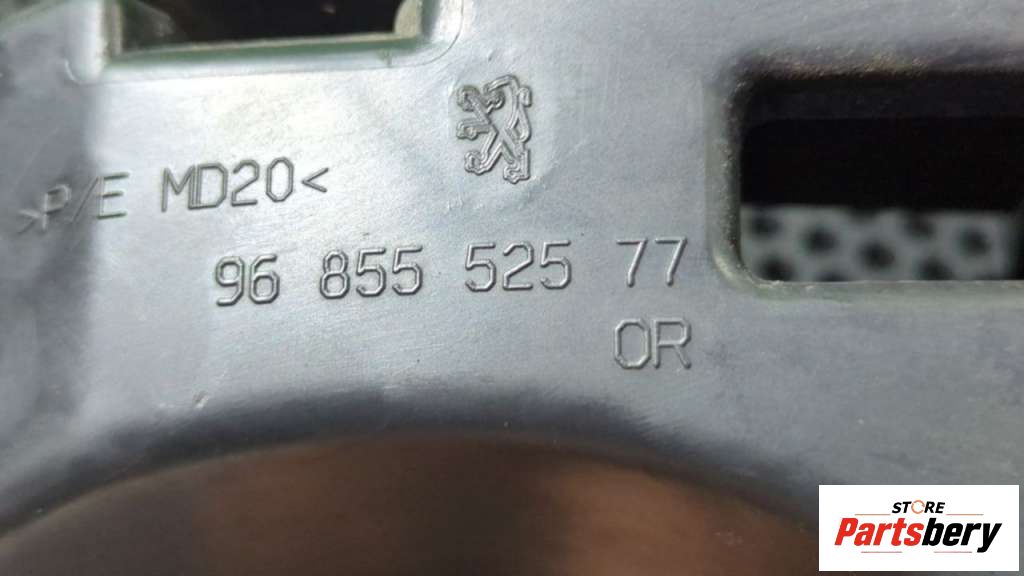 >P/E MD20<
96 855 525 77
OR
STORE
Partsbery